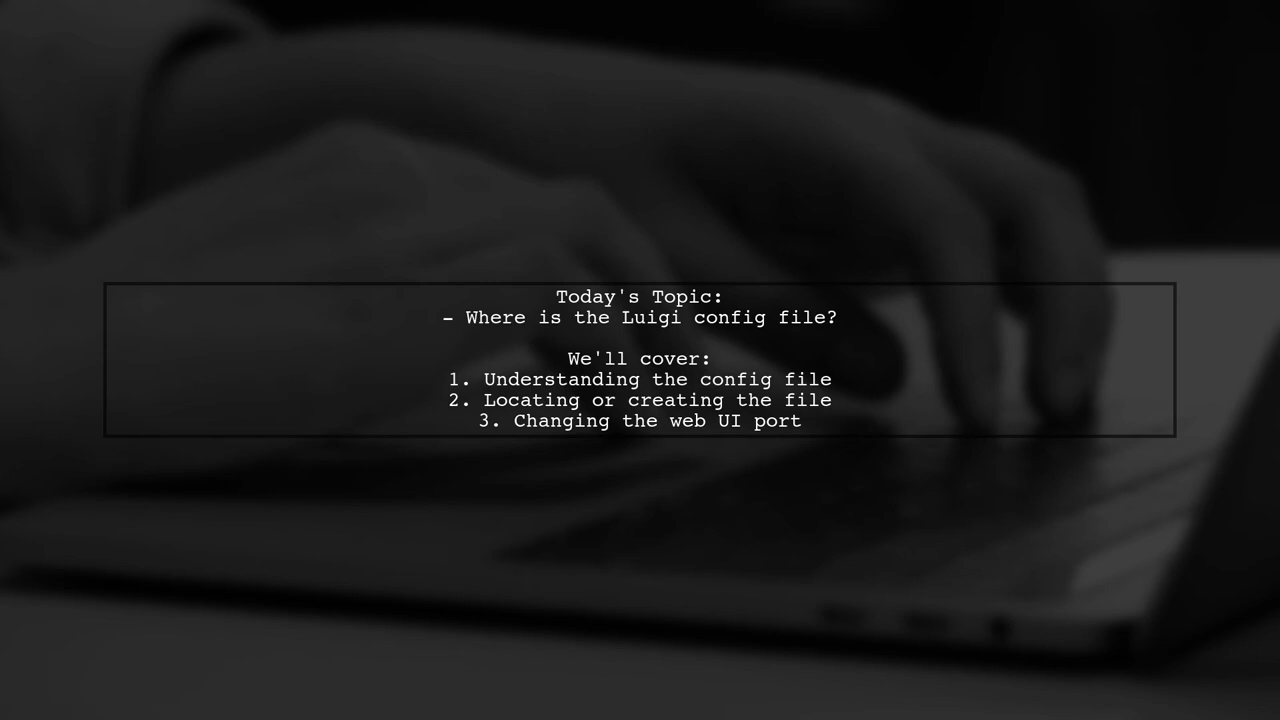 Today's Topic:
- Where is the Luigi config file?
We'll cover:
1. Understanding the config file
2. Locating or creating the file
3. Changing the web UI port